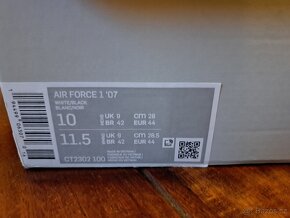 AIR FORCE 1 '07
WHITE/BLACK
BLANC/NOIR
10 UK 9 CM 28
BR 42 EUR 44
11.5 UK 9 CM 28.5
BR 42 EUR 44
CT2302 100